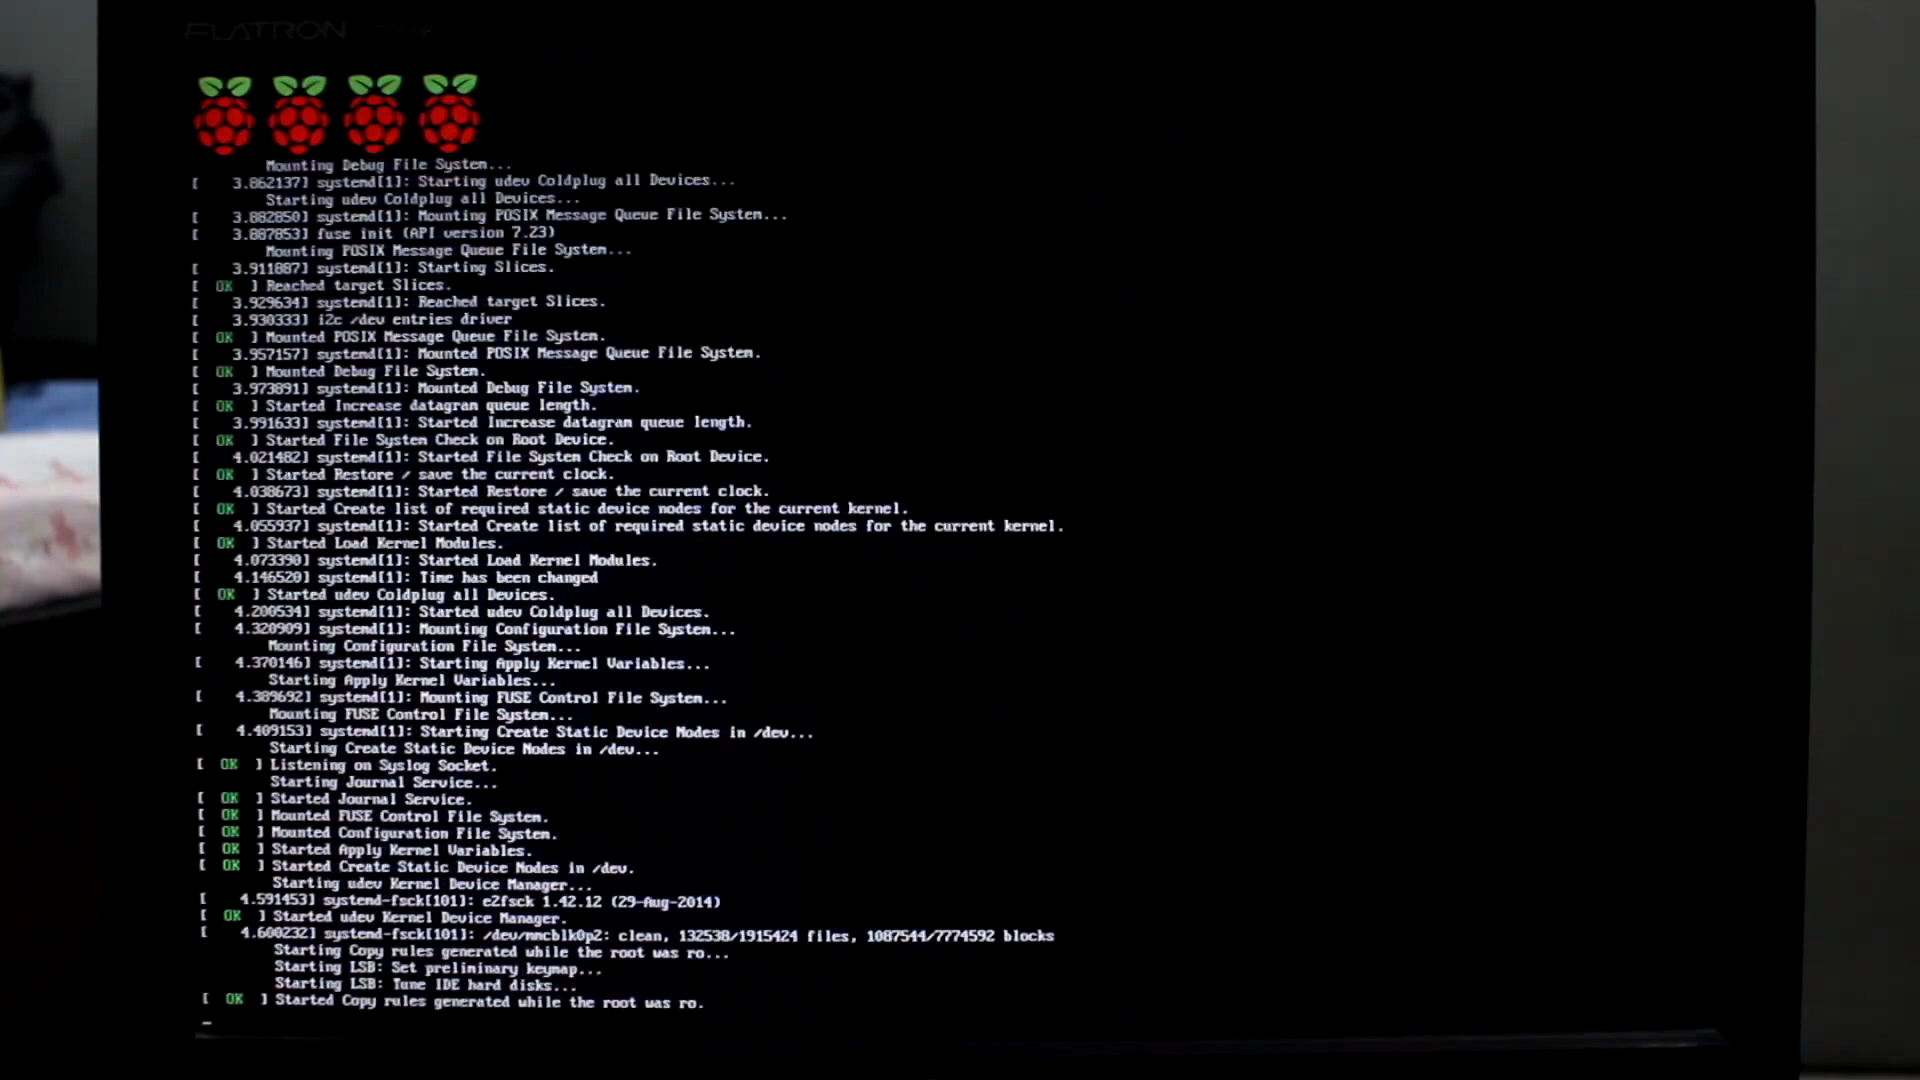 FLATRON
Mounting Debug File System...
[    3.862137] systemd[1]: Starting udev Coldplug all Devices...
Starting udev Coldplug all Devices...
[    3.882850] systemd[1]: Mounting POSIX Message Queue File System...
[    3.887853] fuse init (API version 7.23)
Mounting POSIX Message Queue File System...
[    3.911887] systemd[1]: Starting Slices.
[  OK  ] Reached target Slices.
[    3.929634] systemd[1]: Reached target Slices.
[    3.930333] i2c /dev entries driver
[  OK  ] Mounted POSIX Message Queue File System.
[    3.957157] systemd[1]: Mounted POSIX Message Queue File System.
[  OK  ] Mounted Debug File System.
[    3.973891] systemd[1]: Mounted Debug File System.
[  OK  ] Started Increase datagram queue length.
[    3.991633] systemd[1]: Started Increase datagram queue length.
[  OK  ] Started File System Check on Root Device.
[    4.021482] systemd[1]: Started File System Check on Root Device.
[  OK  ] Started Restore / save the current clock.
[    4.038673] systemd[1]: Started Restore / save the current clock.
[  OK  ] Started Create list of required static device nodes for the current kernel.
[    4.055937] systemd[1]: Started Create list of required static device nodes for the current kernel.
[  OK  ] Started Load Kernel Modules.
[    4.073390] systemd[1]: Started Load Kernel Modules.
[    4.146520] systemd[1]: Time has been changed
[  OK  ] Started udev Coldplug all Devices.
[    4.200534] systemd[1]: Started udev Coldplug all Devices.
[    4.320909] systemd[1]: Mounting Configuration File System...
Mounting Configuration File System...
[    4.370146] systemd[1]: Starting Apply Kernel Variables...
Starting Apply Kernel Variables...
[    4.389692] systemd[1]: Mounting FUSE Control File System...
Mounting FUSE Control File System...
[    4.409153] systemd[1]: Starting Create Static Device Nodes in /dev...
Starting Create Static Device Nodes in /dev...
[  OK  ] Listening on Syslog Socket.
Starting Journal Service...
[  OK  ] Started Journal Service.
[  OK  ] Mounted FUSE Control File System.
[  OK  ] Mounted Configuration File System.
[  OK  ] Started Apply Kernel Variables.
[  OK  ] Started Create Static Device Nodes in /dev.
Starting udev Kernel Device Manager...
[    4.591453] systemd-fsck[101]: e2fsck 1.42.12 (29-Aug-2014)
[  OK  ] Started udev Kernel Device Manager.
[    4.600232] systemd-fsck[101]: /dev/mmcblk0p2: clean, 132538/1915424 files, 1087544/7774592 blocks
Starting Copy rules generated while the root was ro...
Starting LSB: Set preliminary keymap...
Starting LSB: Tune IDE hard disks...
[  OK  ] Started Copy rules generated while the root was ro.